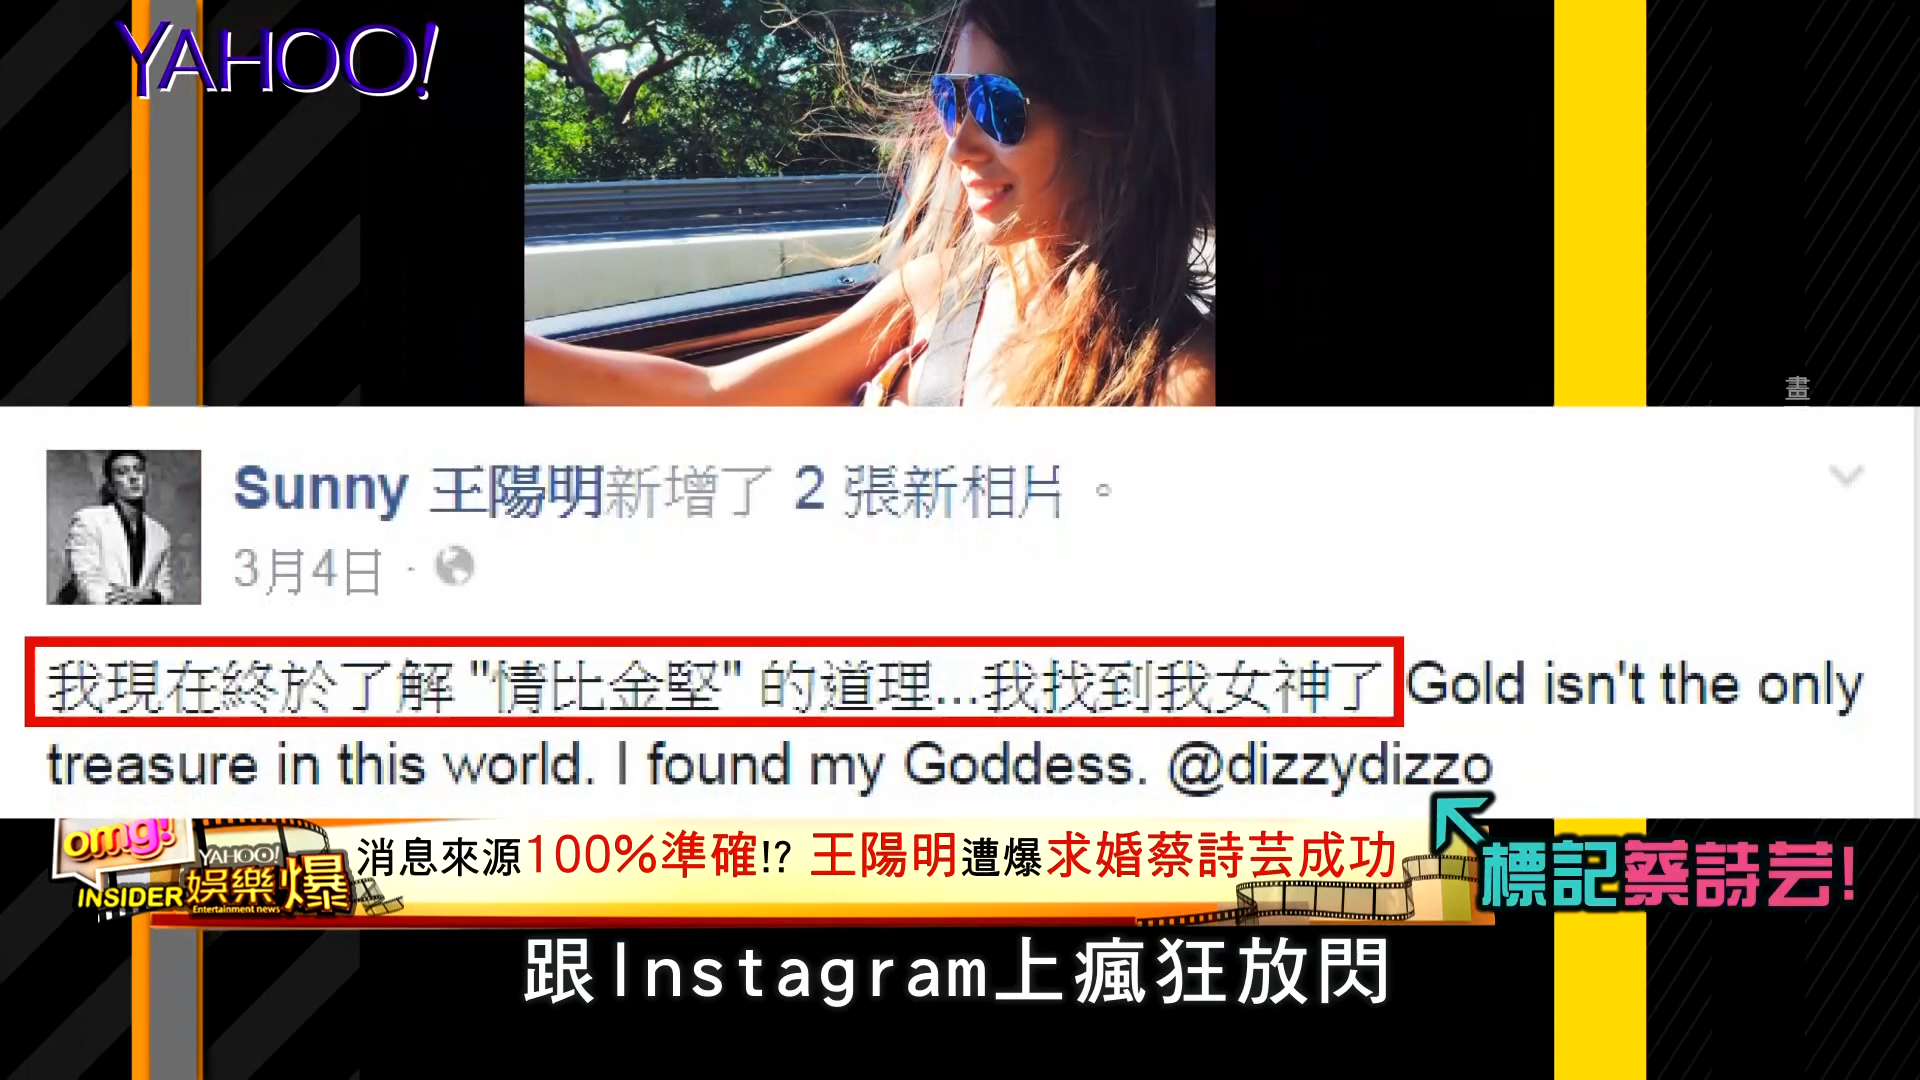 YAHOO!
畫
Sunny 王陽明新增了 2 張新相片。
3月4日 ·
我現在終於了解 "情比金堅" 的道理...我找到我女神了 Gold isn't the only
treasure in this world. I found my Goddess. @dizzydizzo
omg!
INSIDER
YAHOO!
娛樂爆
Entertainment news
消息來源100%準確!? 王陽明遭爆求婚蔡詩芸成功
標記蔡詩芸!
跟Instagram上瘋狂放閃